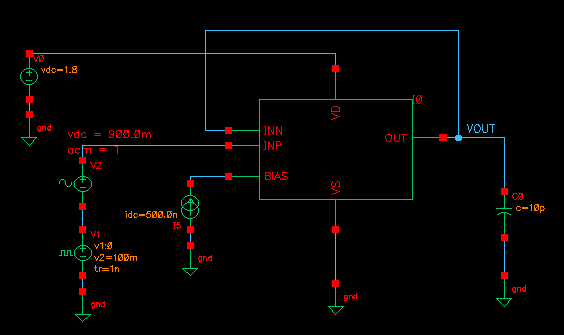 V0
vdc=1.8
gnd
vdc = 900.0m
acm = 1
V2
V1
v1:0
v2=100m
tr=1n
gnd
I0
VD
INN
INP
BIAS
OUT
VS
VOUT
idc=500.0n
I5
gnd
gnd
C0
c=10p
gnd